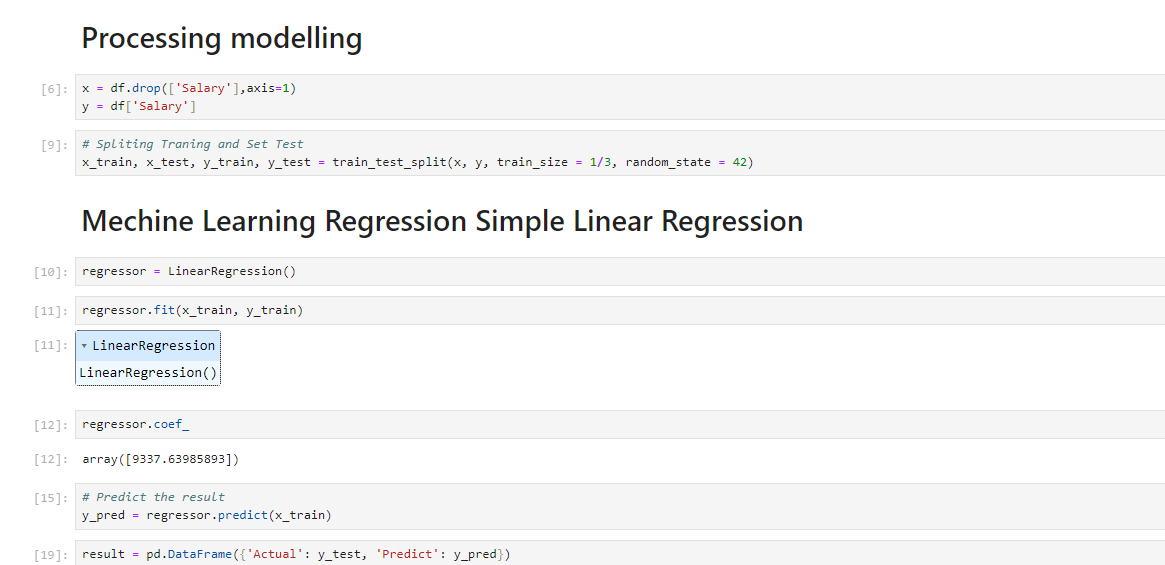 Processing modelling
[6]: x = df.drop(['Salary'],axis=1)
y = df['Salary']
[9]: # Spliting Traning and Set Test
x_train, x_test, y_train, y_test = train_test_split(x, y, train_size = 1/3, random_state = 42)
Mechine Learning Regression Simple Linear Regression
[10]: regressor = LinearRegression()
[11]: regressor.fit(x_train, y_train)
[11]: ▾ LinearRegression
LinearRegression()
[12]: regressor.coef_
[12]: array([9337.63985893])
[15]: # Predict the result
y_pred = regressor.predict(x_train)
[19]: result = pd.DataFrame({'Actual': y_test, 'Predict': y_pred})